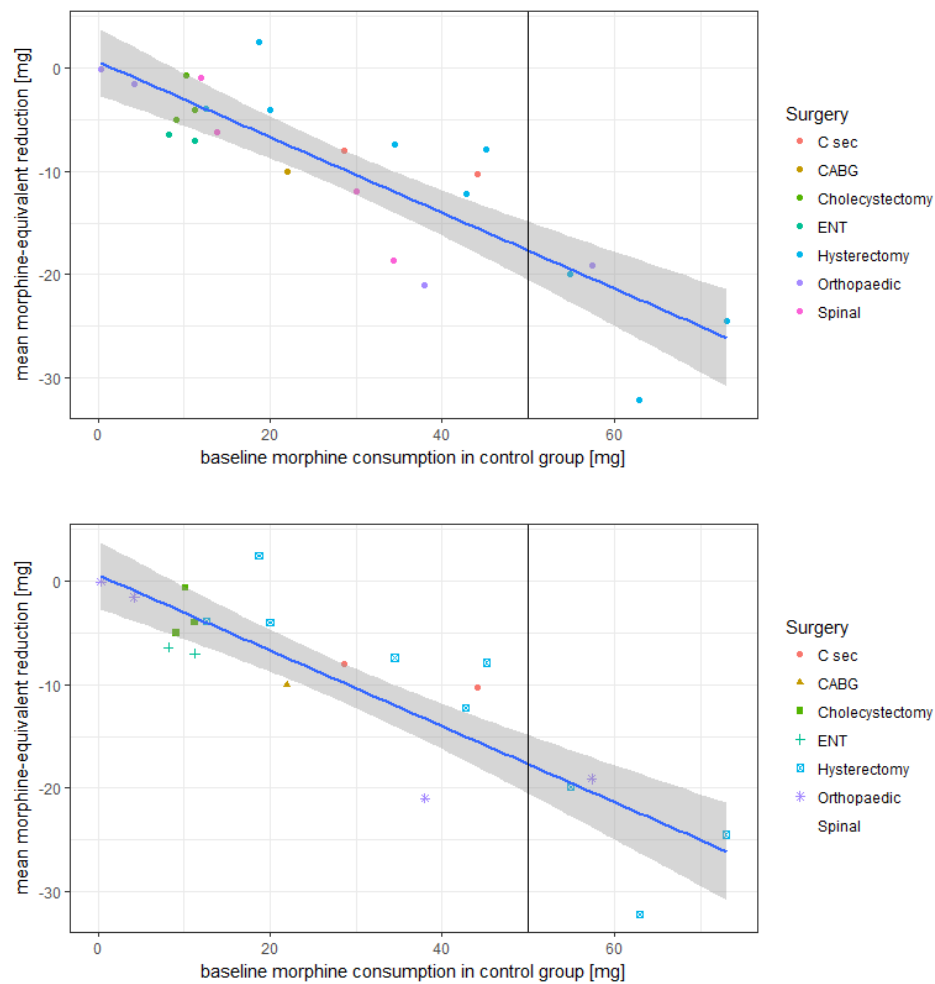 mean morphine-equivalent reduction [mg]
0
-10
-20
-30
0 20 40 60
baseline morphine consumption in control group [mg]
Surgery
C sec
CABG
Cholecystectomy
ENT
Hysterectomy
Orthopaedic
Spinal
mean morphine-equivalent reduction [mg]
0
-10
-20
-30
0 20 40 60
baseline morphine consumption in control group [mg]
Surgery
C sec
CABG
Cholecystectomy
ENT
Hysterectomy
Orthopaedic
Spinal